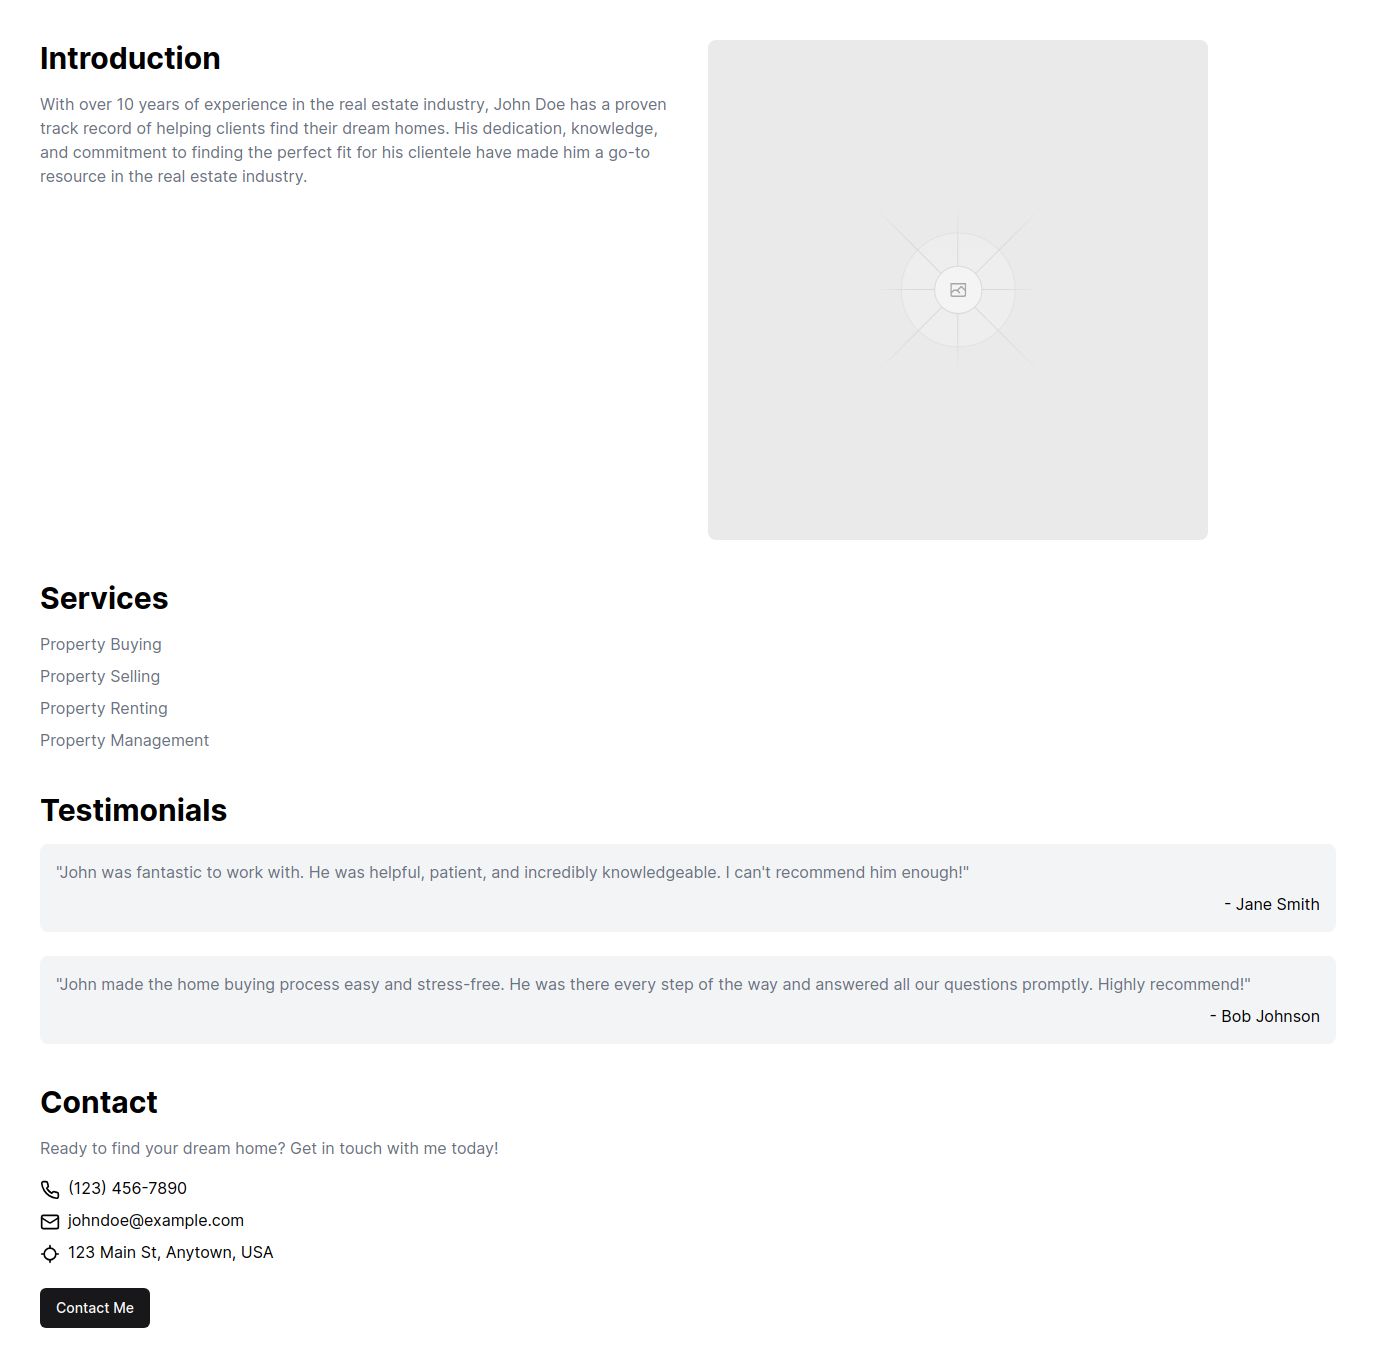 Introduction
With over 10 years of experience in the real estate industry, John Doe has a proven
track record of helping clients find their dream homes. His dedication, knowledge,
and commitment to finding the perfect fit for his clientele have made him a go-to
resource in the real estate industry.
Services
Property Buying
Property Selling
Property Renting
Property Management
Testimonials
"John was fantastic to work with. He was helpful, patient, and incredibly knowledgeable. I can't recommend him enough!"
- Jane Smith
"John made the home buying process easy and stress-free. He was there every step of the way and answered all our questions promptly. Highly recommend!"
- Bob Johnson
Contact
Ready to find your dream home? Get in touch with me today!
(123) 456-7890
johndoe@example.com
123 Main St, Anytown, USA
Contact Me